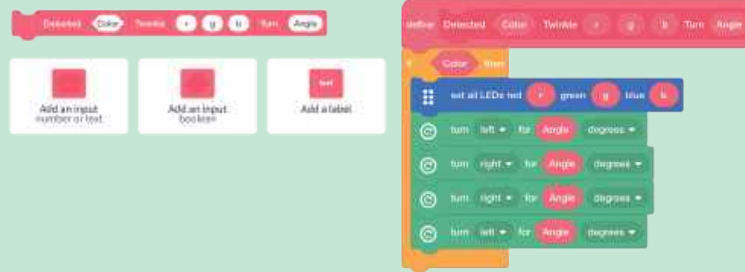 Detected Color Twinkle r g b Turn Angle
Add an input
number or text
Add an input
boolean
text
Add a label
define Detected Color Twinkle r g b Turn Angle
if Color then
set all LEDs red r green g blue b
turn left for Angle degrees
turn right for Angle degrees
turn right for Angle degrees
turn left for Angle degrees